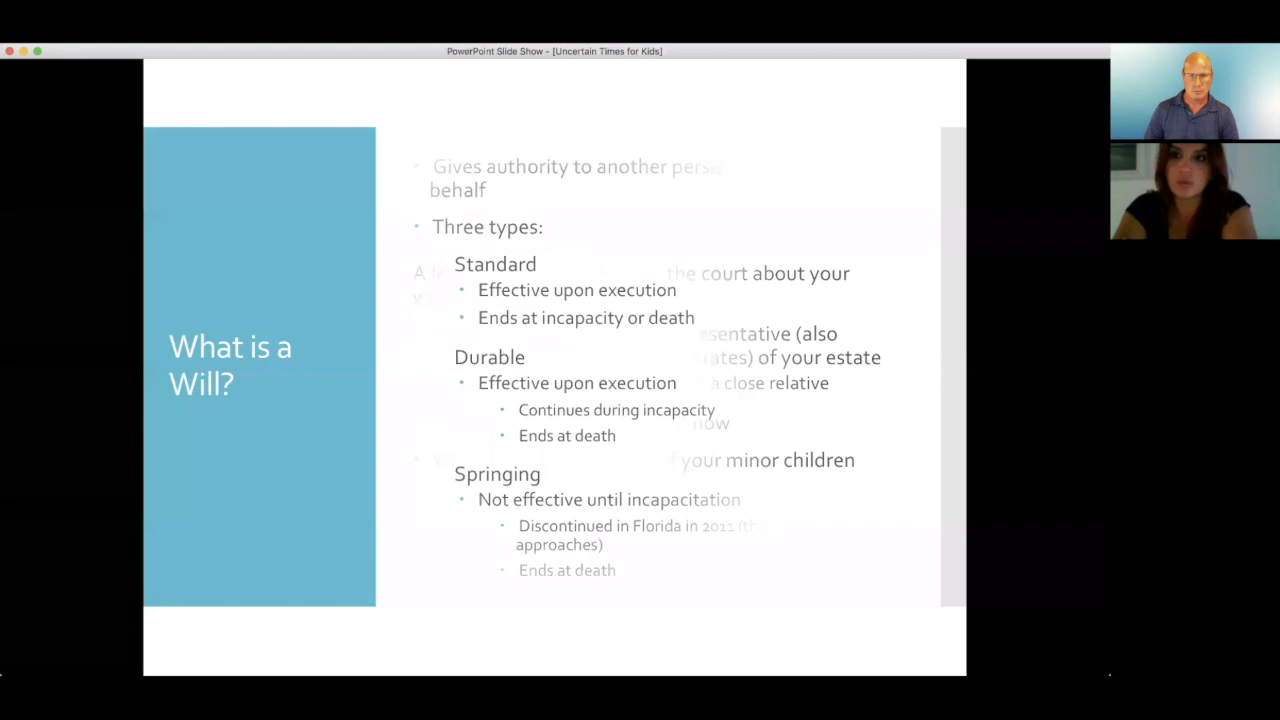 PowerPoint Slide Show - [Uncertain Times for Kids]
What is a
Will?
Gives authority to another
behalf
Three types:
Standard
A the court about your
Effective upon execution
Ends at incapacity or death
(also
Durable of your estate
Effective upon execution a close relative
Continues during incapacity
Ends at death
your minor children
Springing
Not effective until incapacitation
Discontinued in Florida in 2011
approaches)
Ends at death